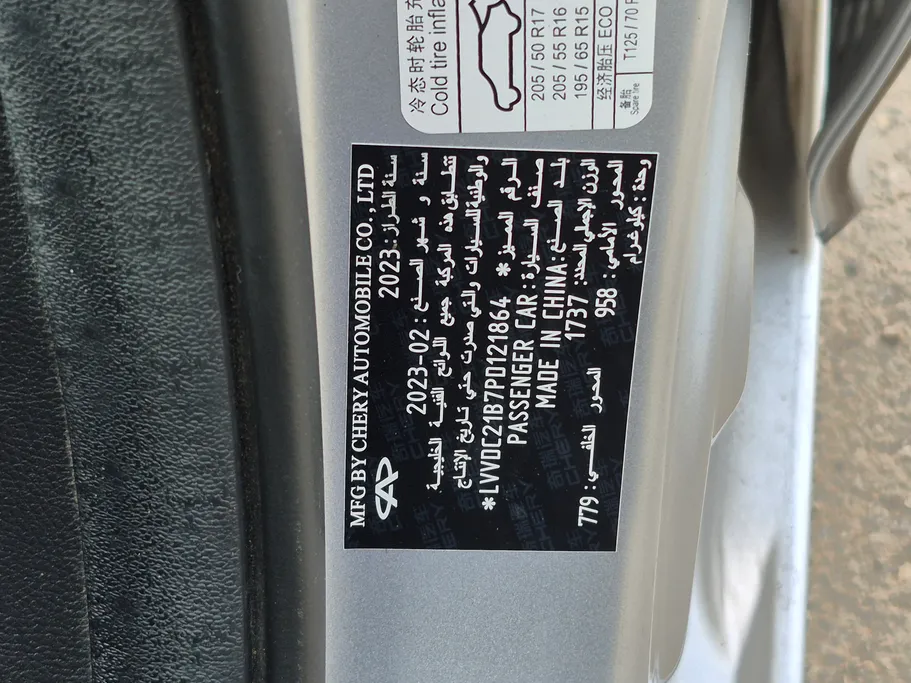 MFG BY CHERY AUTOMOBILE CO., LTD
سنة الطراز: 2023
سنة و شهر الصنع: 2023-02
تتطابق هذه المركبة جميع اللوائح الفنية الخليجية
والوطنية للسيارات والتي صدرت حتى تاريخ الإنتاج
الرقم المميز *LVVDC21B7PD121864*
صنف السيارة: PASSENGER CAR
بلد الصنع: MADE IN CHINA
الوزن الإجمالي المحدد: 1737
المحور الأمامي: 958 المحور الخلفي: 779
وحدة: كيلوغرام
冷态时轮胎充
Cold tire infla
205 / 50 R17
205 / 55 R16
195 / 65 R15
经济胎压 ECO
备胎 T125 / 70 R
Spare tire